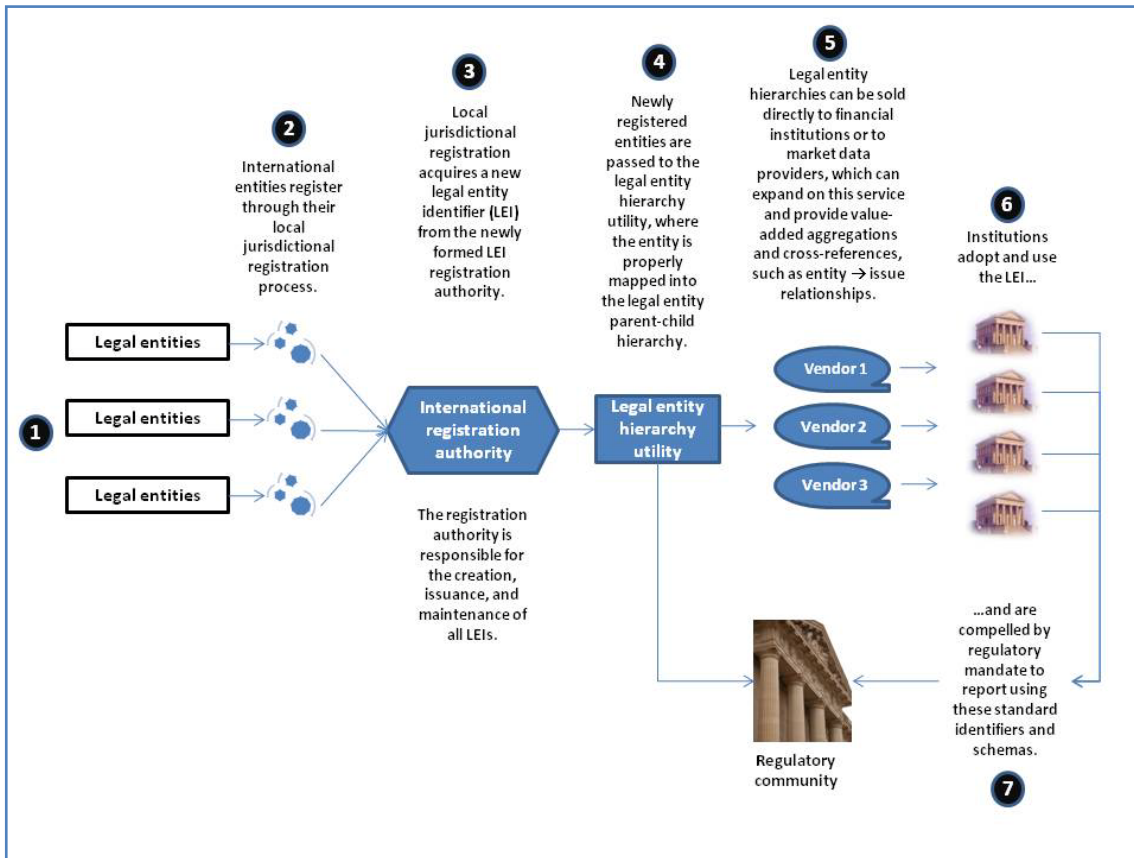 1
2
International
entities register
through their
local
jurisdictional
registration
process.
3
Local
jurisdictional
registration
acquires a new
legal entity
identifier (LEI)
from the newly
formed LEI
registration
authority.
4
Newly
registered
entities are
passed to the
legal entity
hierarchy
utility, where
the entity is
properly
mapped into
the legal entity
parent-child
hierarchy.
5
Legal entity
hierarchies can be sold
directly to financial
institutions or to
market data
providers, which can
expand on this service
and provide value-
added aggregations
and cross-references,
such as entity → issue
relationships.
6
Institutions
adopt and use
the LEI...
Legal entities
Legal entities
Legal entities
International
registration
authority
The registration
authority is
responsible for
the creation,
issuance, and
maintenance of
all LEIs.
Legal entity
hierarchy
utility
Vendor 1
Vendor 2
Vendor 3
Regulatory
community
...and are
compelled by
regulatory
mandate to
report using
these standard
identifiers and
schemas.
7